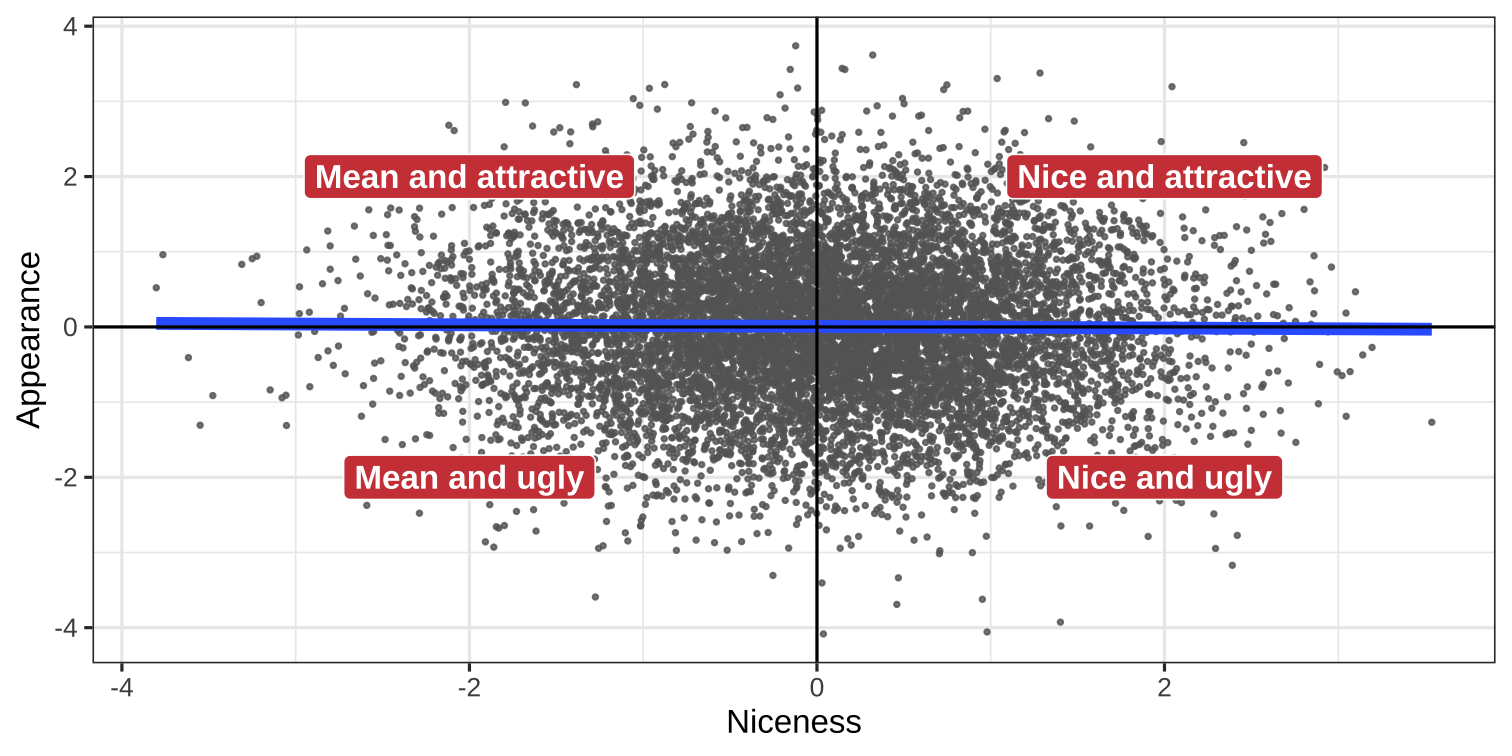 4
Mean and attractive
Nice and attractive
2
Appearance
0
Mean and ugly
Nice and ugly
-2
-4
-4
-2
0
2
Niceness